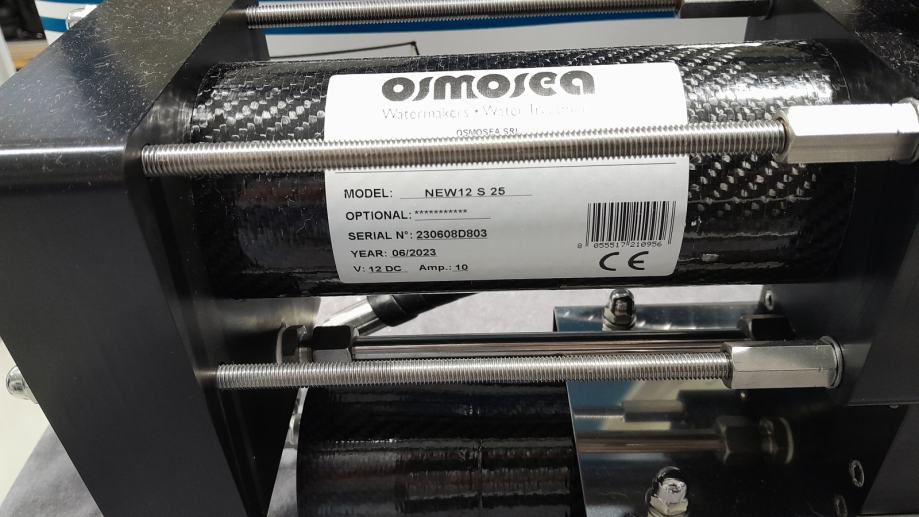 osmosea
Watermakers • Water
OSMOSEA SRL
MODEL: NEW12 S 25
OPTIONAL: ***********
SERIAL N°: 230608D803
YEAR: 06/2023
V: 12 DC Amp.: 10
8 055517 210956
CE